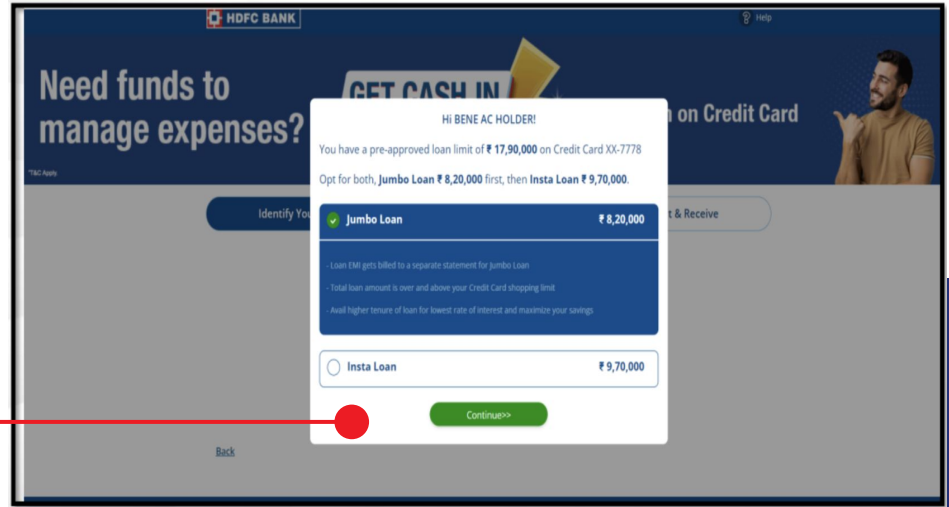 HDFC BANK
Help
Need funds to
manage expenses?
GET CASH IN
n on Credit Card
*T&C Apply.
Hi BENE AC HOLDER!
You have a pre-approved loan limit of ₹ 17,90,000 on Credit Card XX-7778
Opt for both, Jumbo Loan ₹ 8,20,000 first, then Insta Loan ₹ 9,70,000.
Identify You
t & Receive
Jumbo Loan ₹ 8,20,000
- Loan EMI gets billed to a separate statement for Jumbo Loan
- Total loan amount is over and above your Credit Card shopping limit
- Avail higher tenure of loan for lowest rate of interest and maximize your savings
Insta Loan ₹ 9,70,000
Continue>>
Back